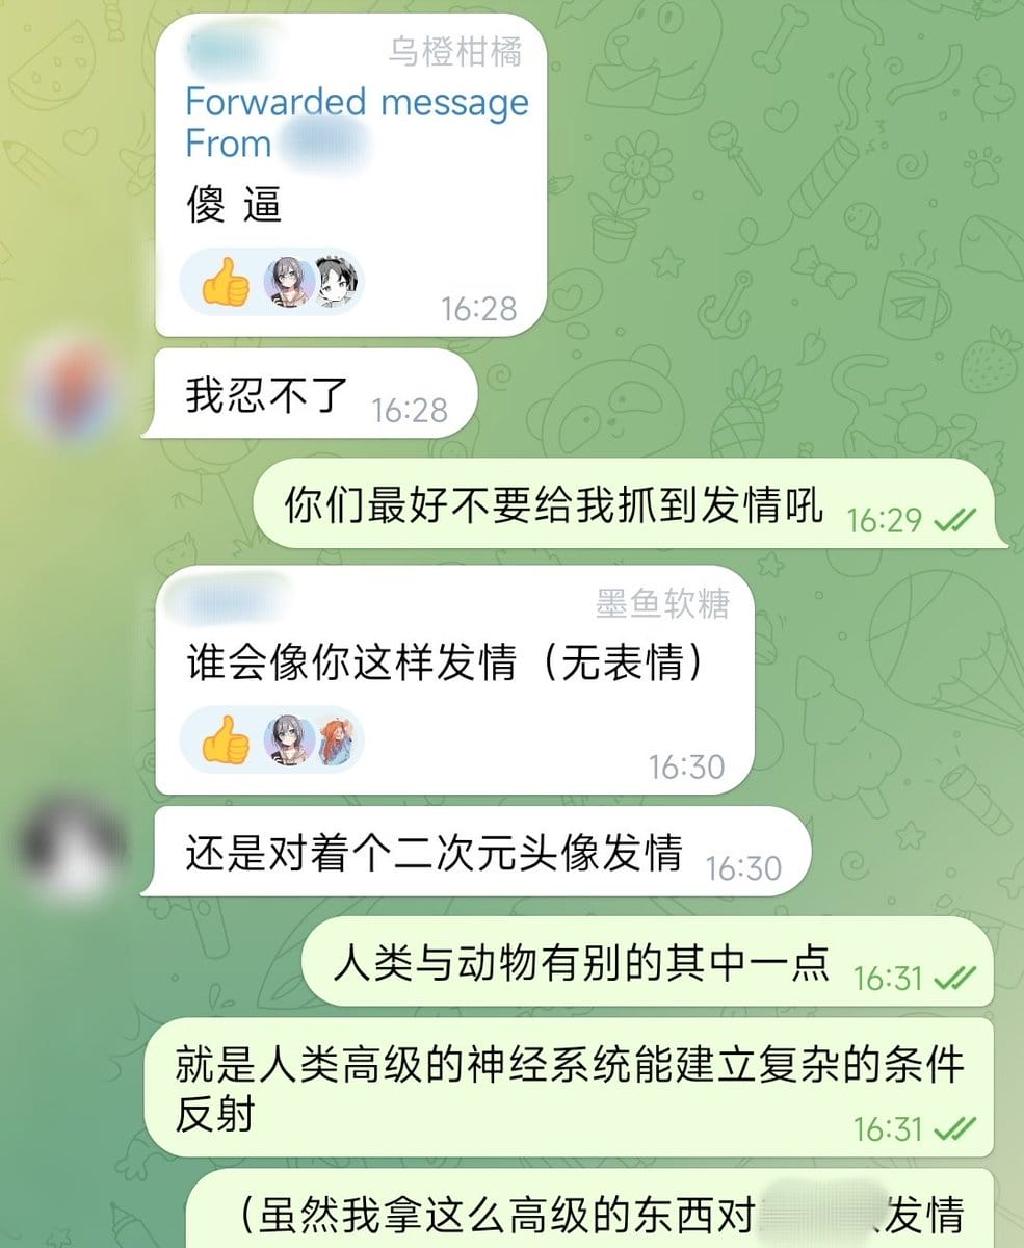 乌橙柑橘
Forwarded message
From
傻 逼
16:28
我忍不了 16:28
你们最好不要给我抓到发情吼 16:29
墨鱼软糖
谁会像你这样发情（无表情）
16:30
还是对着个二次元头像发情 16:30
人类与动物有别的其中一点 16:31
就是人类高级的神经系统能建立复杂的条件
反射
16:31
（虽然我拿这么高级的东西对 发情